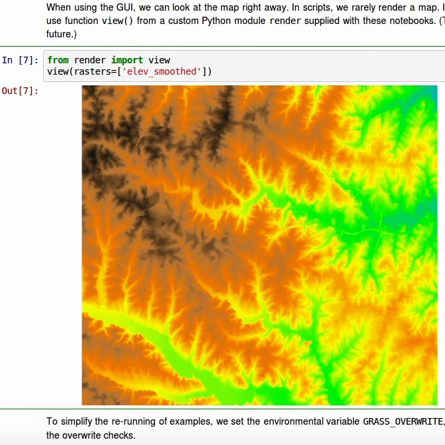 When using the GUI, we can look at the map right away. In scripts, we rarely render a map. I
use function view() from a custom Python module render supplied with these notebooks. (T
future.)
In [7]:
from render import view
view(rasters=['elev_smoothed'])
Out[7]:
To simplify the re-running of examples, we set the environmental variable GRASS_OVERWRITE,
the overwrite checks.